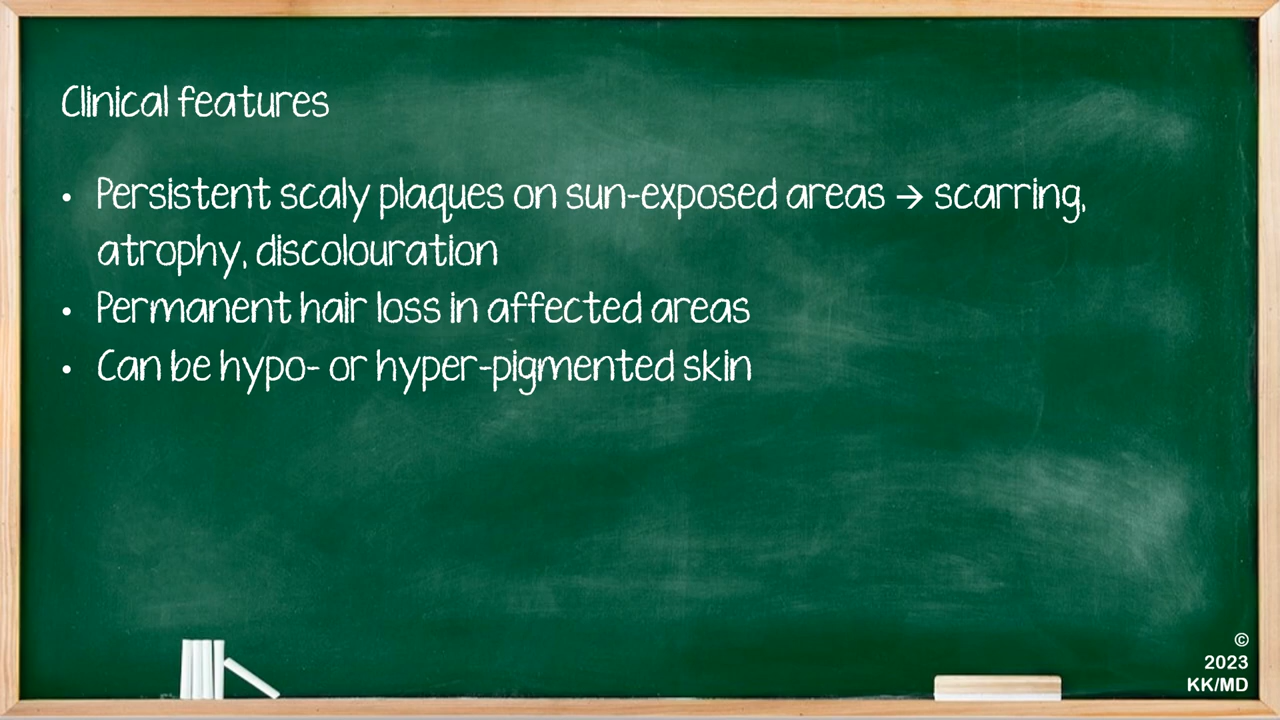 Clinical features
• Persistent scaly plaques on sun-exposed areas → scarring,
atrophy, discolouration
• Permanent hair loss in affected areas
• Can be hypo- or hyper-pigmented skin
©
2023
KK/MD